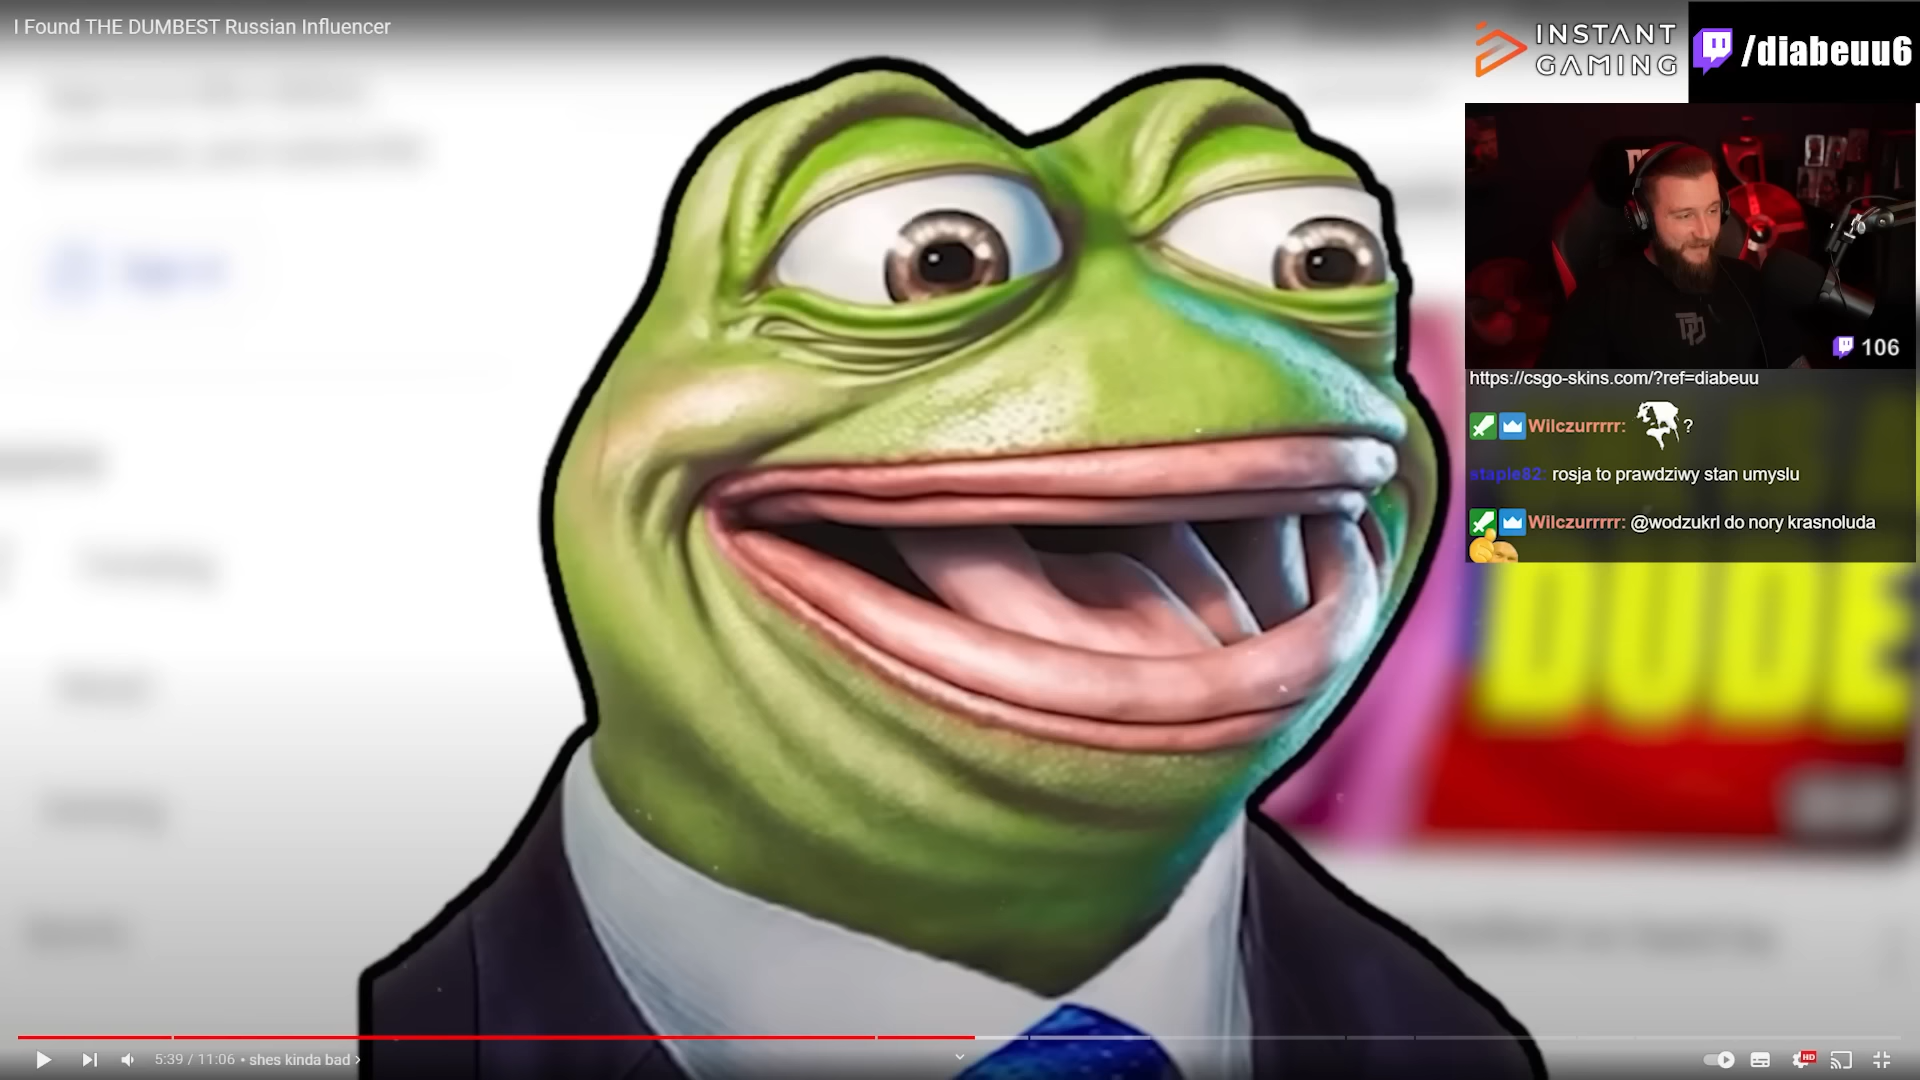 I Found THE DUMBEST Russian Influencer
INSTANT
GAMING
/diabeuu6
106
https://csgo-skins.com/?ref=diabeuu
Wilczurrrrr: ?
staple82: rosja to prawdziwy stan umyslu
Wilczurrrrr: @wodzukrl do nory krasnoluda
DUDE
5:39 / 11:06 • shes kinda bad ›
HD